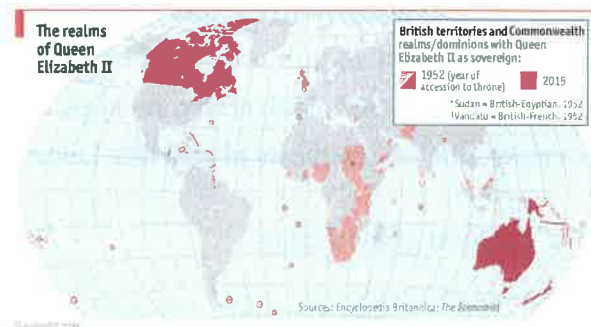 The realms
of Queen
Elizabeth II
British territories and Commonwealth
realms/dominions with Queen
Elizabeth II as sovereign:
1952 (year of
accession to throne)
2015
*Sudan = British-Egyptian, 1952
Vanuatu = British-French, 1952
Sources: Encyclopedia Britannica; The Economist